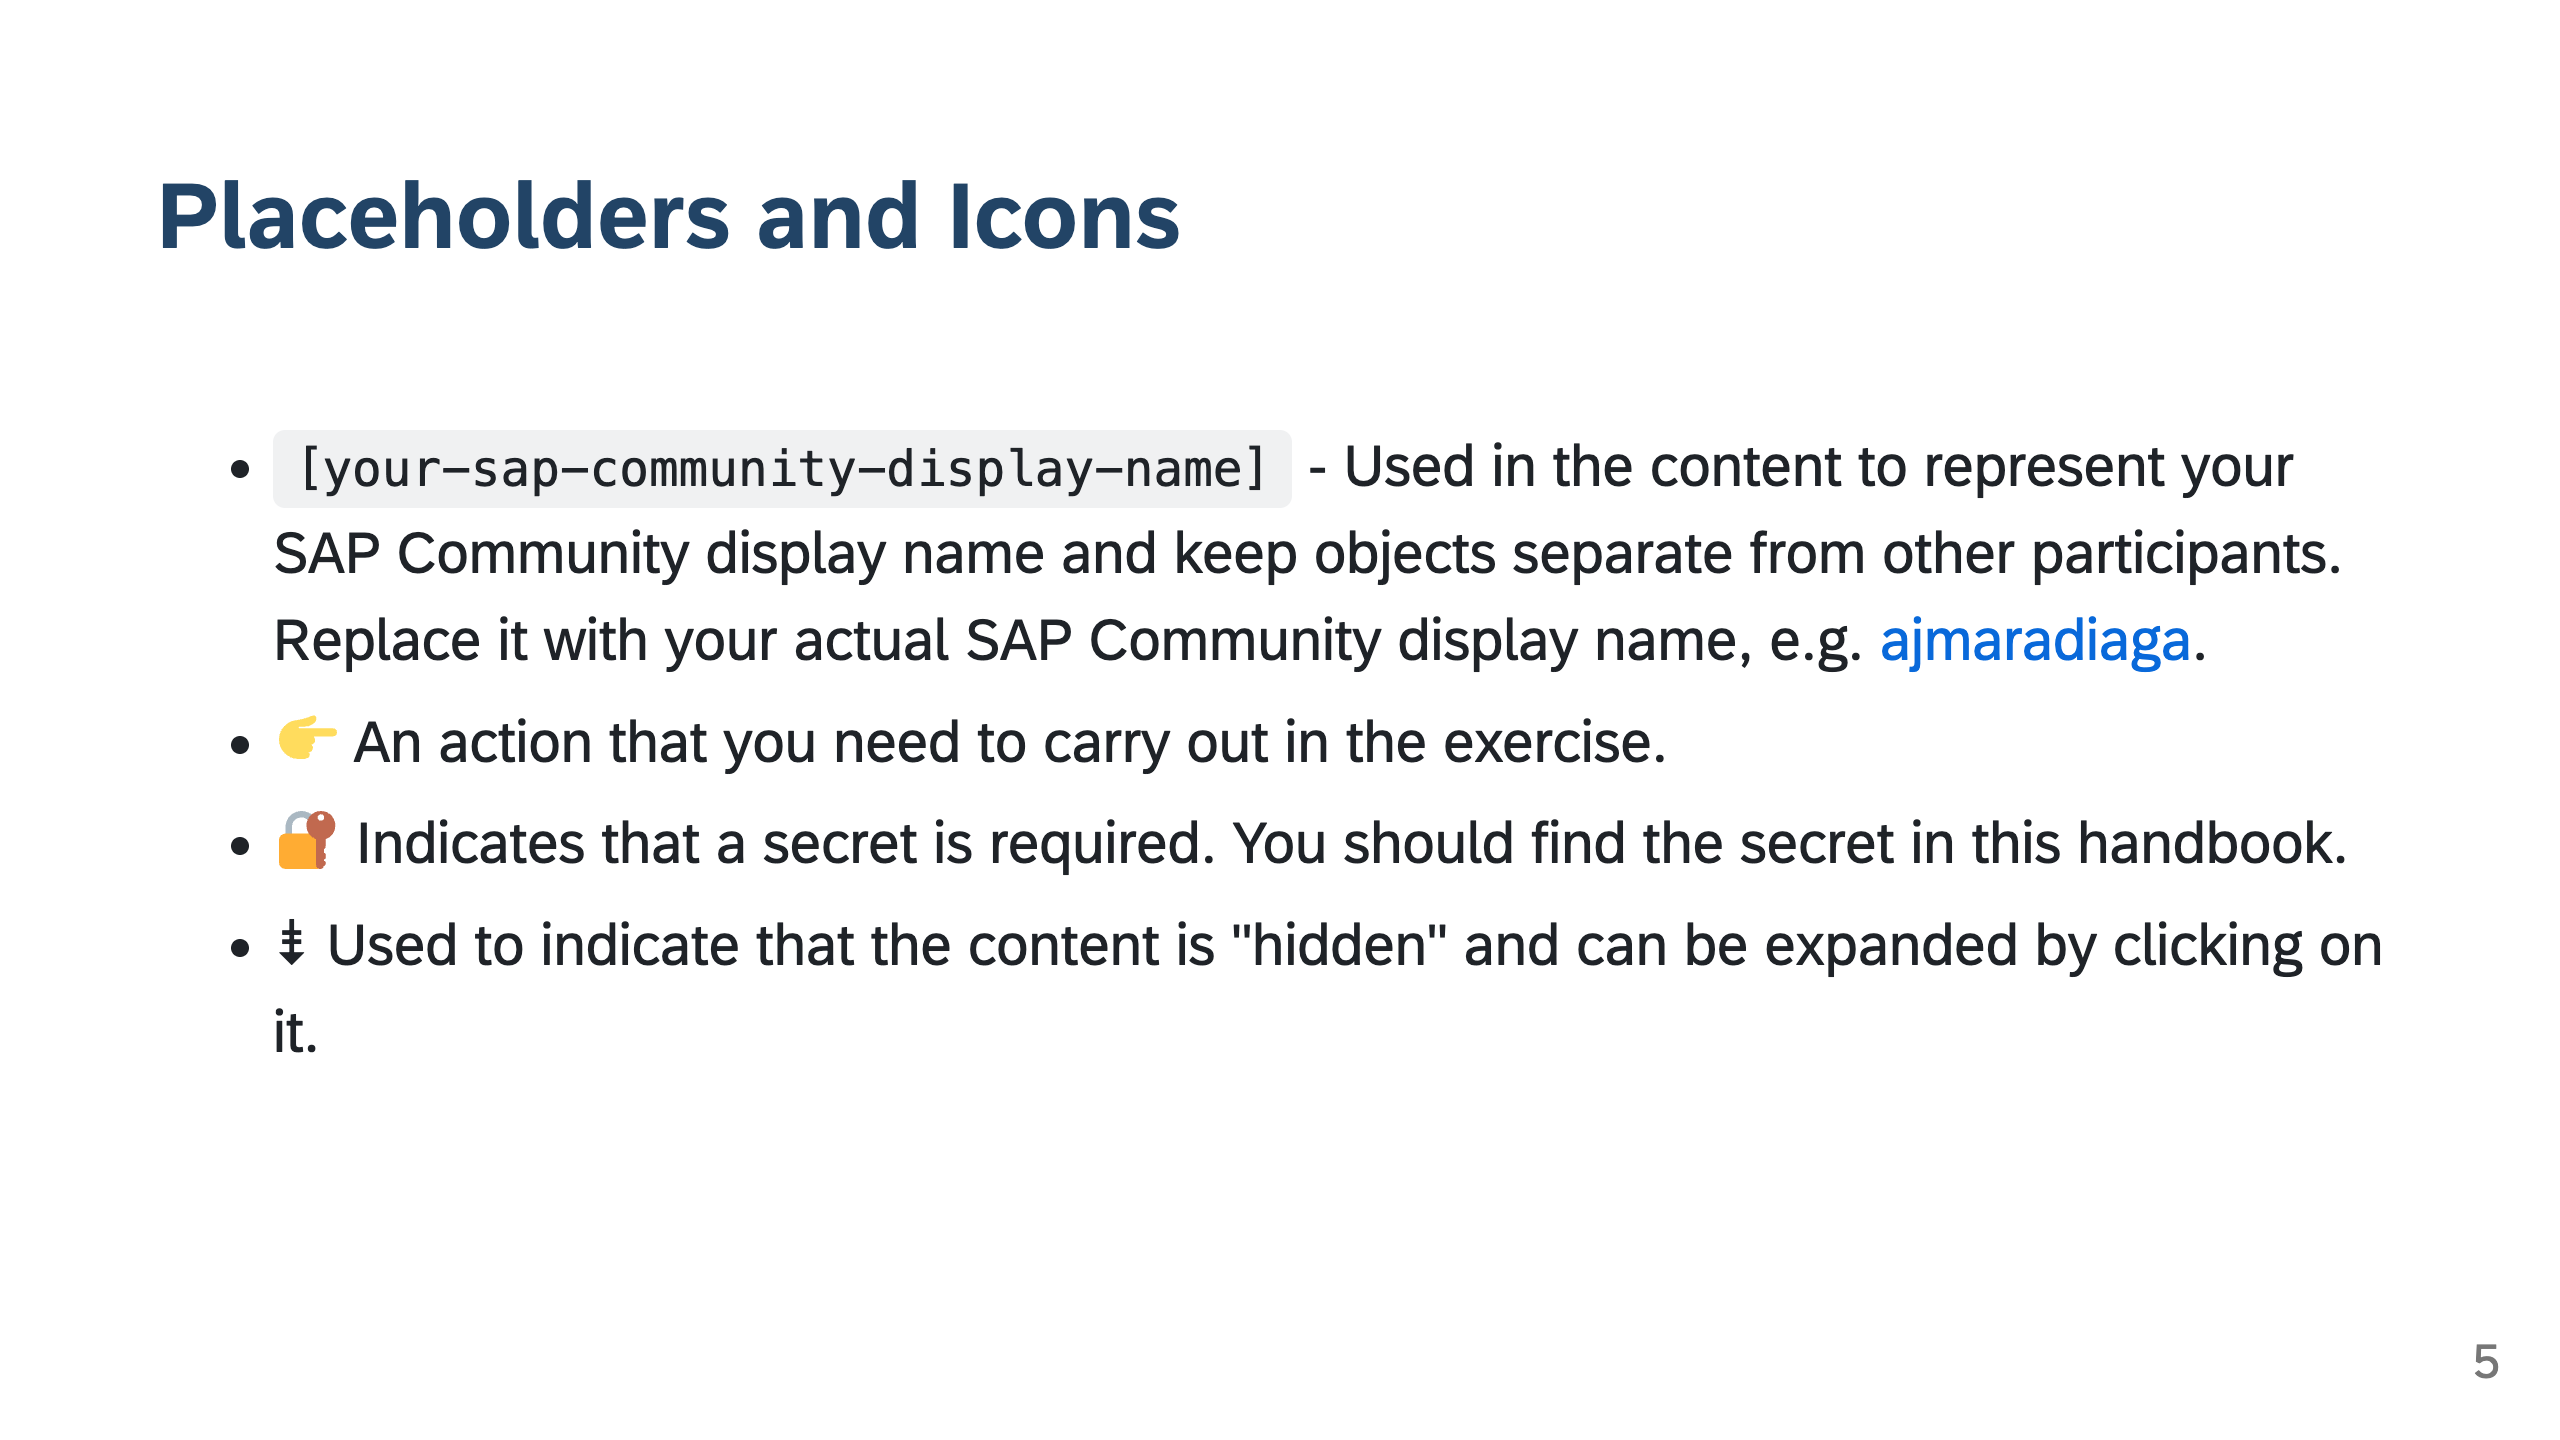 Placeholders and Icons
• [your-sap-community-display-name] - Used in the content to represent your
SAP Community display name and keep objects separate from other participants.
Replace it with your actual SAP Community display name, e.g. ajmaradiaga.
• 👉 An action that you need to carry out in the exercise.
• 🔐 Indicates that a secret is required. You should find the secret in this handbook.
• ⇟ Used to indicate that the content is "hidden" and can be expanded by clicking on
it.
5